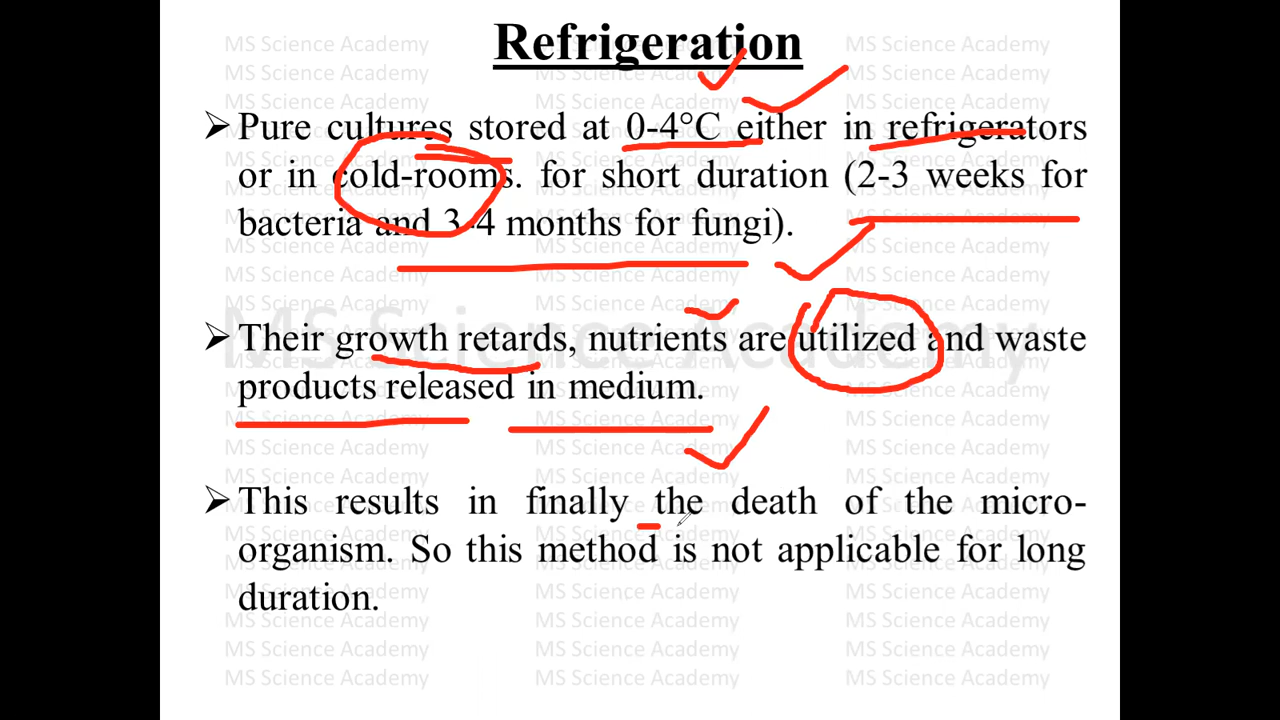 Refrigeration
➢ Pure cultures stored at 0-4°C either in refrigerators
or in cold-rooms. for short duration (2-3 weeks for
bacteria and 3-4 months for fungi).
➢ Their growth retards, nutrients are utilized and waste
products released in medium.
➢ This results in finally the death of the micro-
organism. So this method is not applicable for long
duration.
MS Science Academy